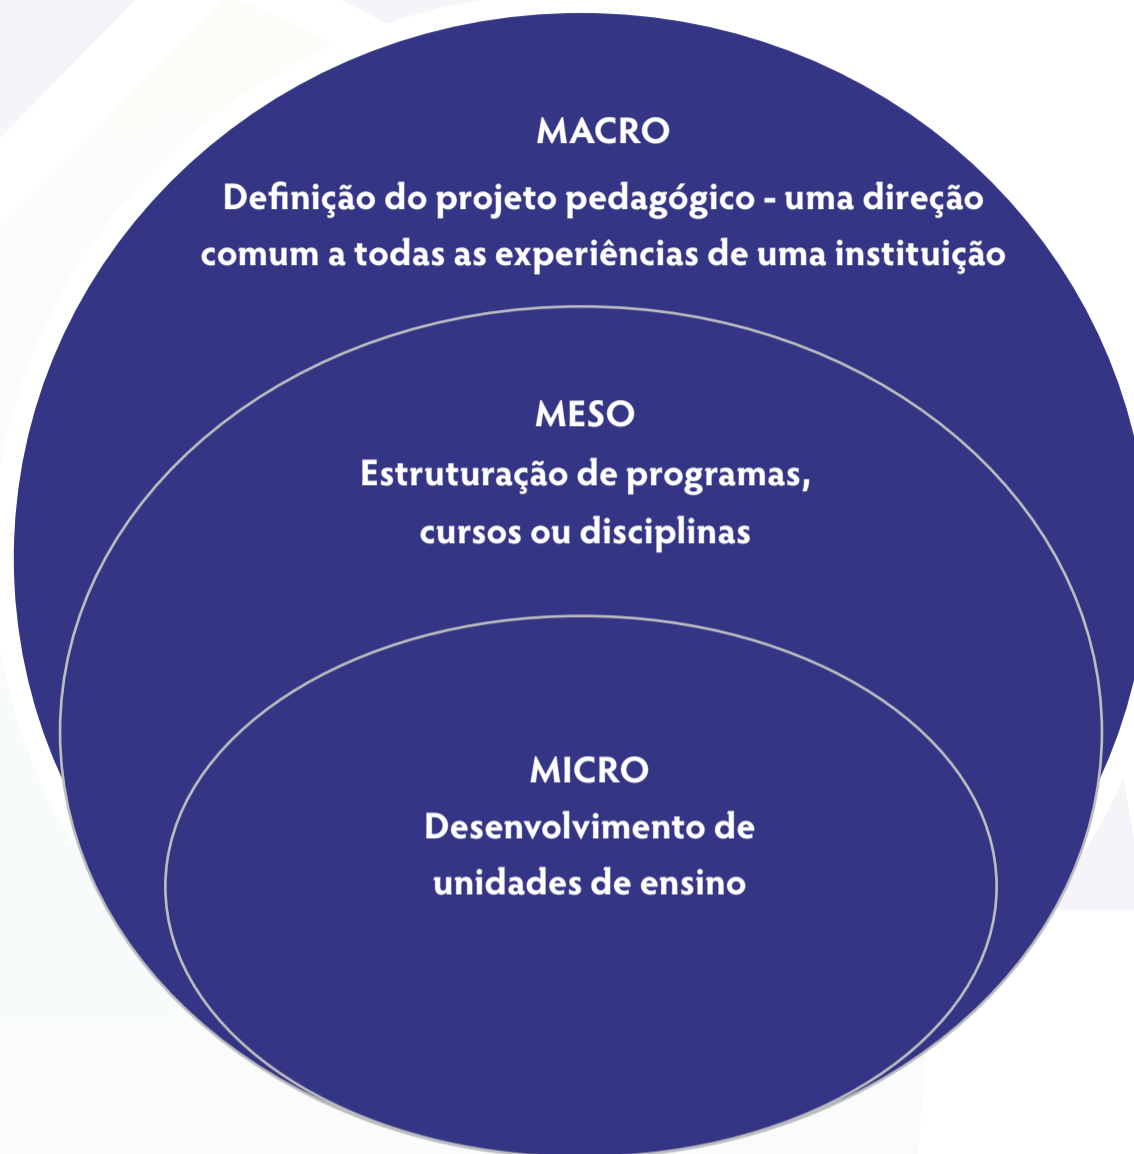 MACRO
Definição do projeto pedagógico - uma direção
comum a todas as experiências de uma instituição
MESO
Estruturação de programas,
cursos ou disciplinas
MICRO
Desenvolvimento de
unidades de ensino